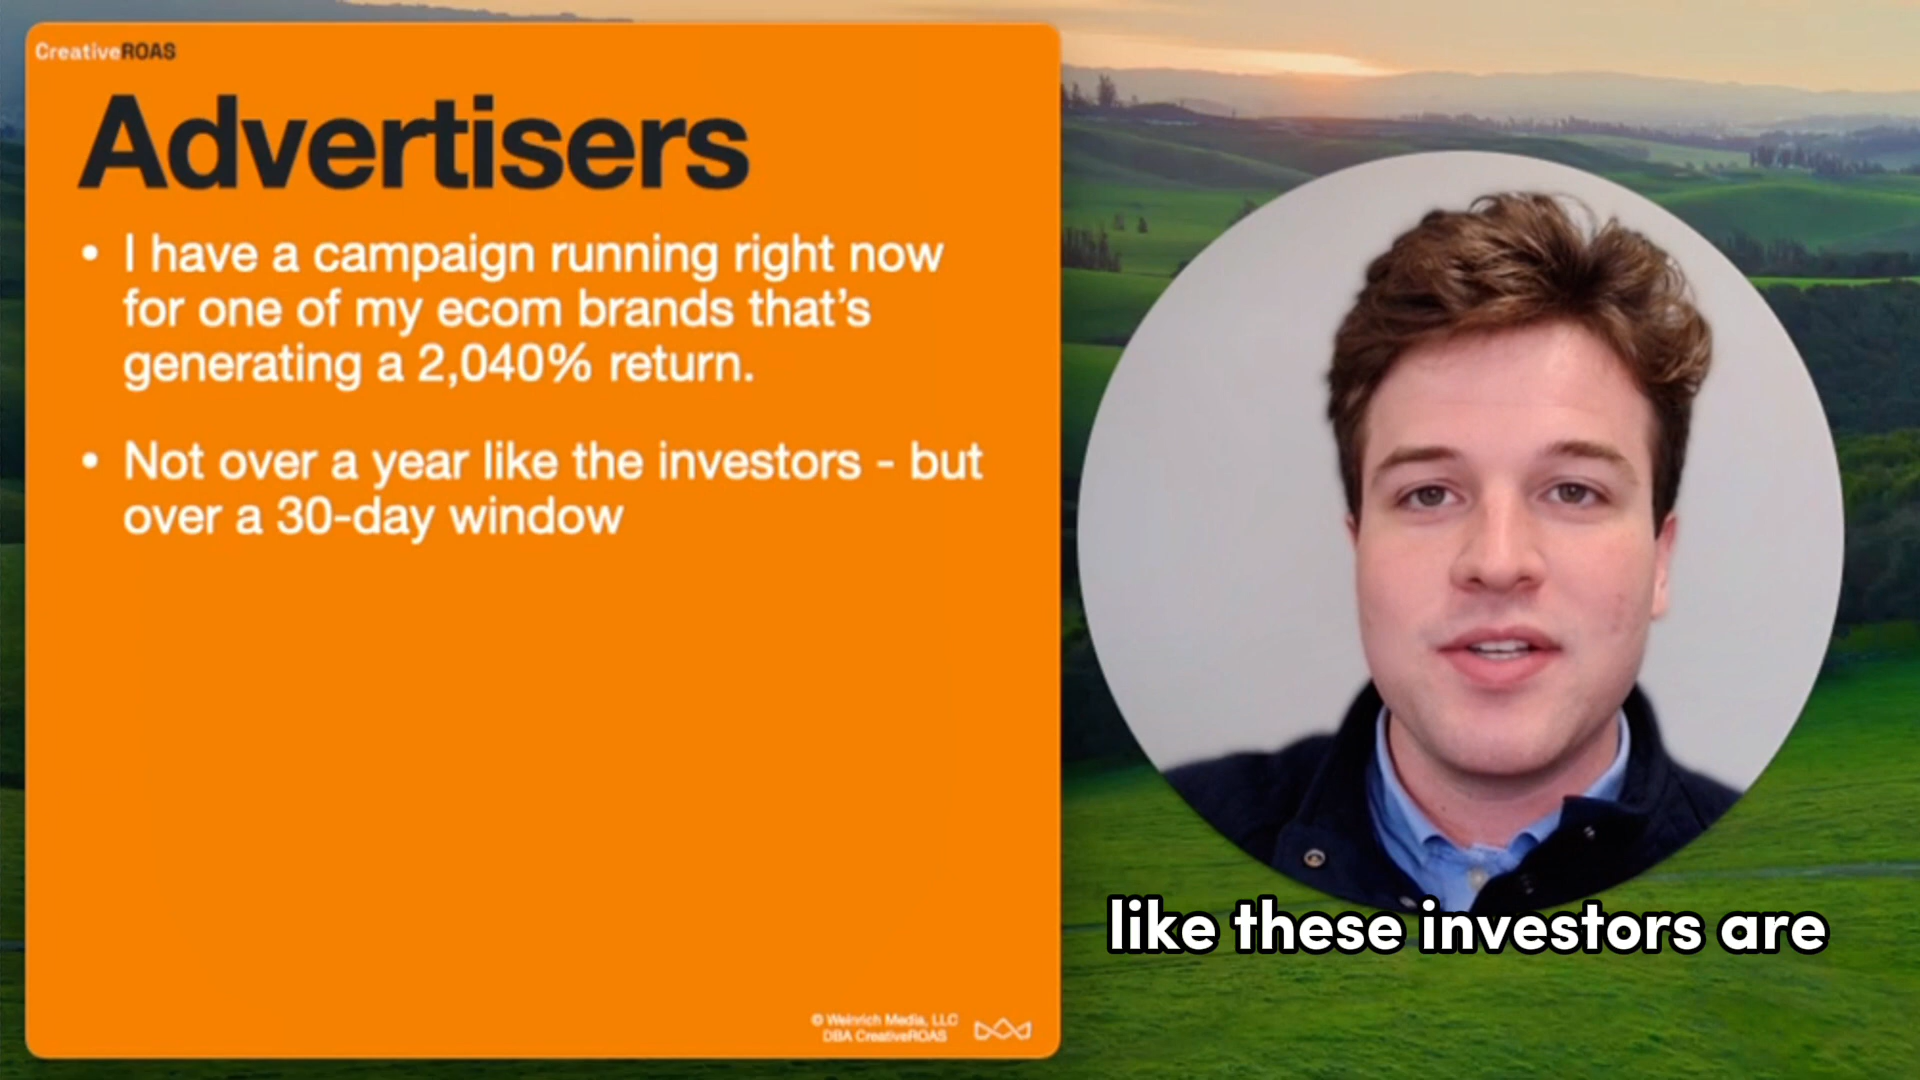 CreativeROAS
Advertisers
• I have a campaign running right now
for one of my ecom brands that's
generating a 2,040% return.
• Not over a year like the investors - but
over a 30-day window
like these investors are
© Weinrich Media, LLC
DBA CreativeROAS